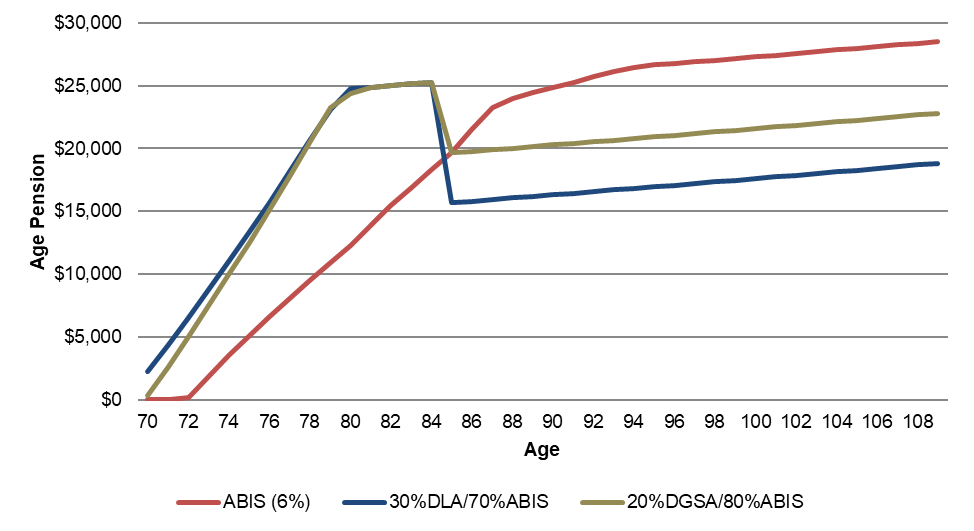 $30,000
$25,000
$20,000
$15,000
$10,000
$5,000
$0
Age Pension
70 72 74 76 78 80 82 84 86 88 90 92 94 96 98 100 102 104 106 108
Age
ABIS (6%) 30%DLA/70%ABIS 20%DGSA/80%ABIS